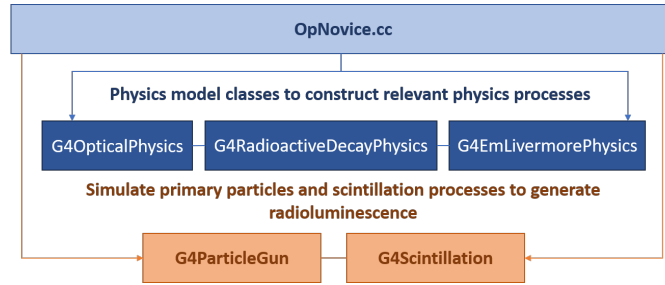 OpNovice.cc
Physics model classes to construct relevant physics processes
G4OpticalPhysics G4RadioactiveDecayPhysics G4EmLivermorePhysics
Simulate primary particles and scintillation processes to generate
radioluminescence
G4ParticleGun G4Scintillation